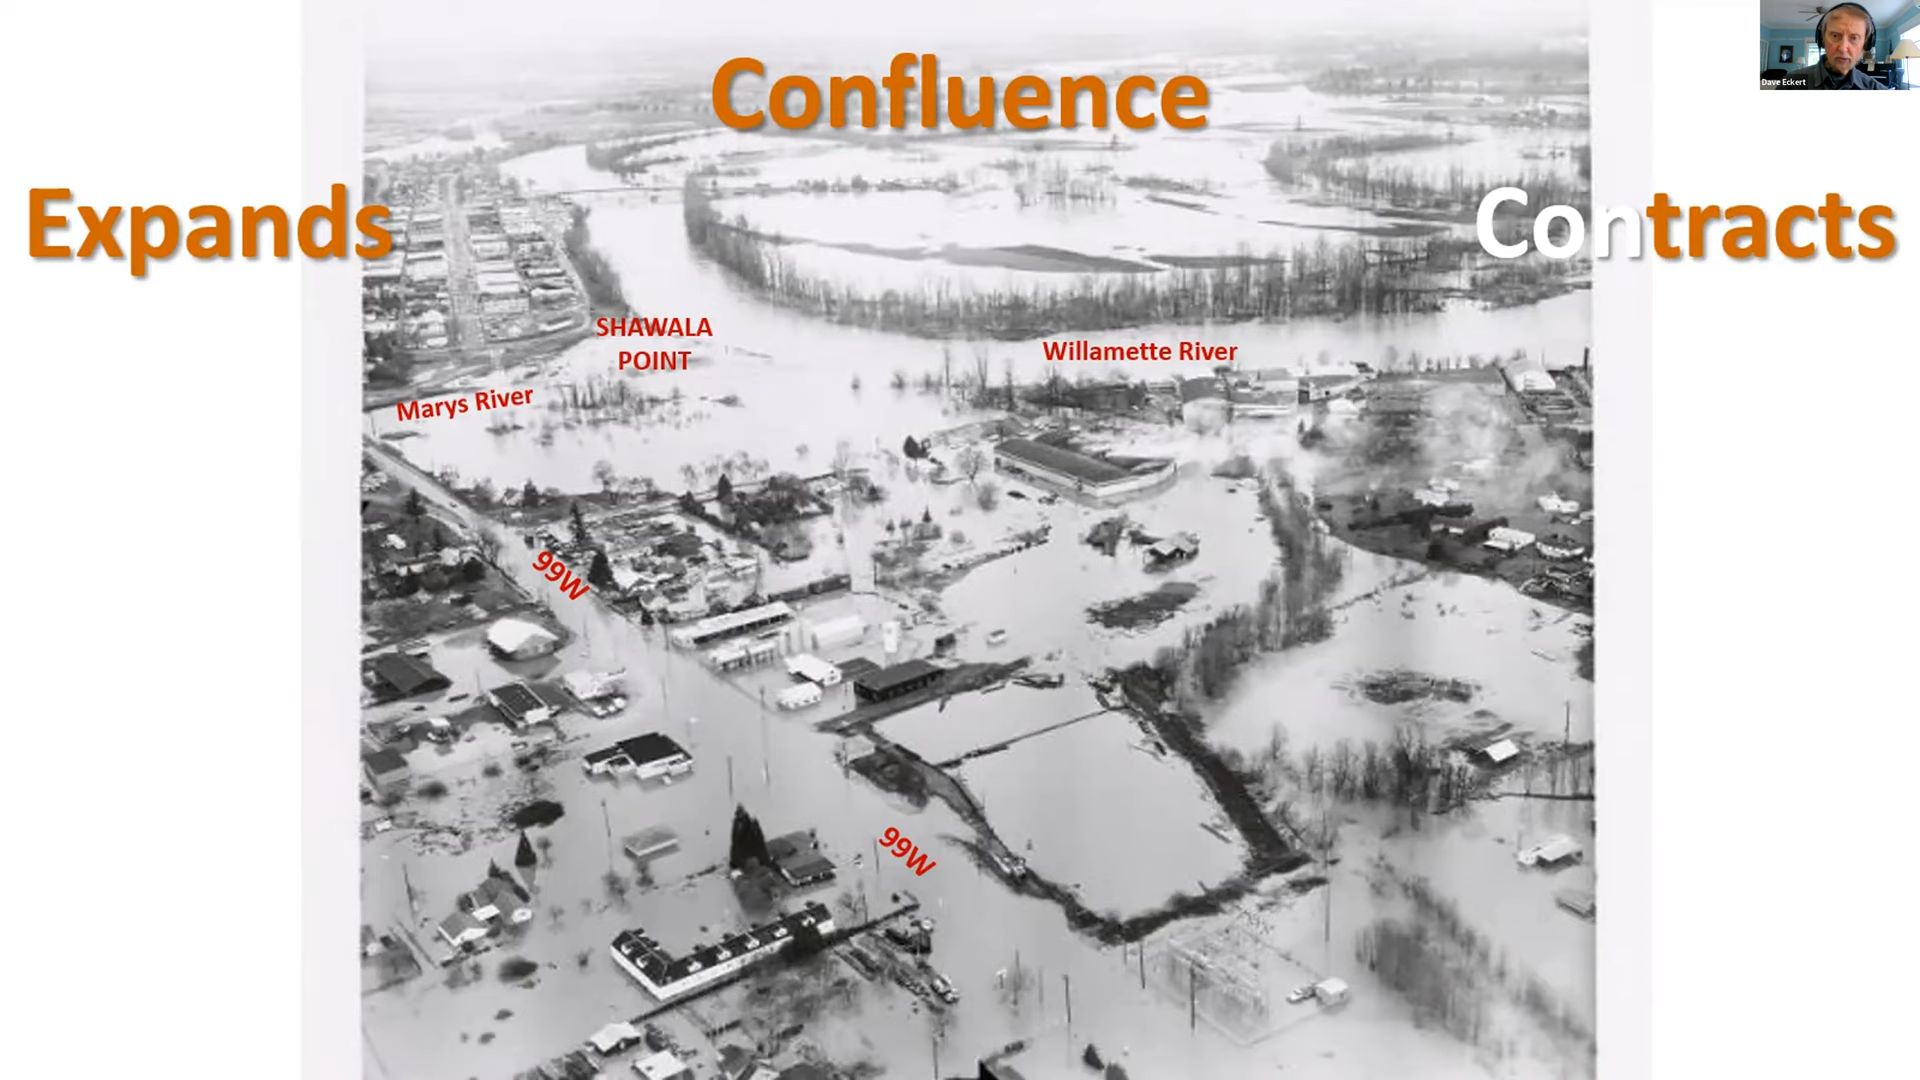 Confluence
Dave Eckert
Expands
Contracts
SHAWALA
POINT
Willamette River
Marys River
99W
99W